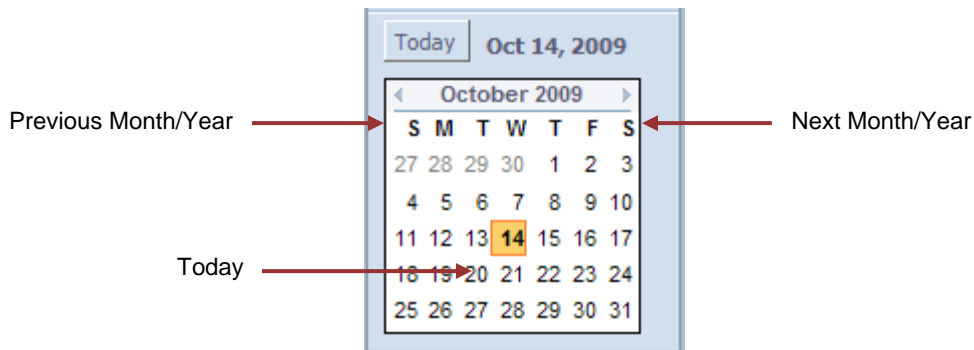 Today Oct 14, 2009
October 2009
Previous Month/Year
Next Month/Year
S M T W T F S
27 28 29 30 1 2 3
4 5 6 7 8 9 10
11 12 13 14 15 16 17
Today
18 19 20 21 22 23 24
25 26 27 28 29 30 31